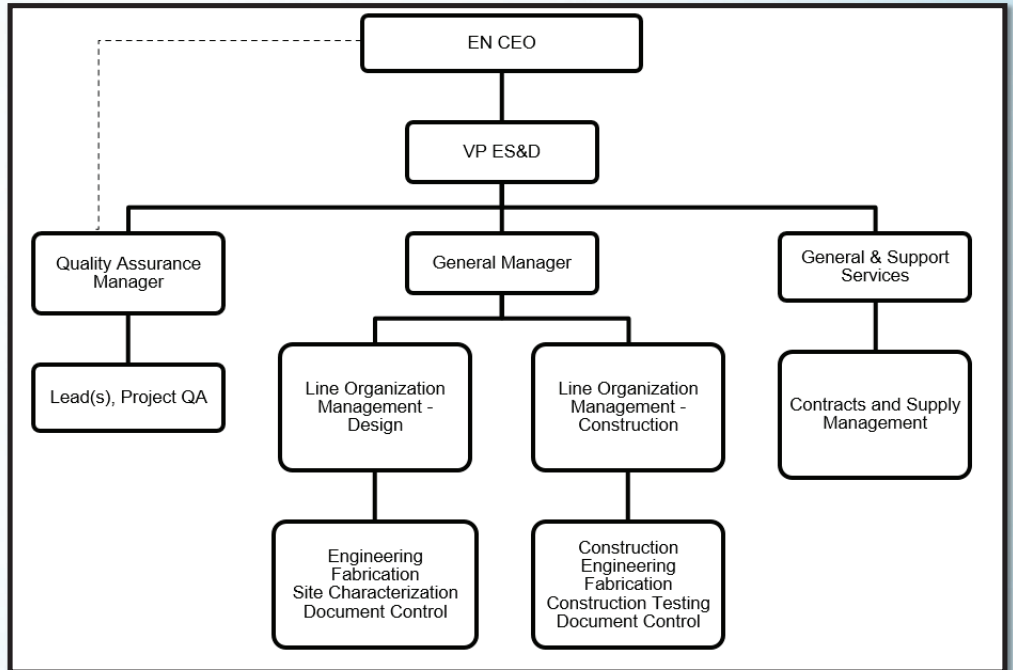 EN CEO
VP ES&D
Quality Assurance
Manager
General Manager
General & Support
Services
Lead(s), Project QA
Line Organization
Management -
Design
Line Organization
Management -
Construction
Contracts and Supply
Management
Engineering
Fabrication
Site Characterization
Document Control
Construction
Engineering
Fabrication
Construction Testing
Document Control